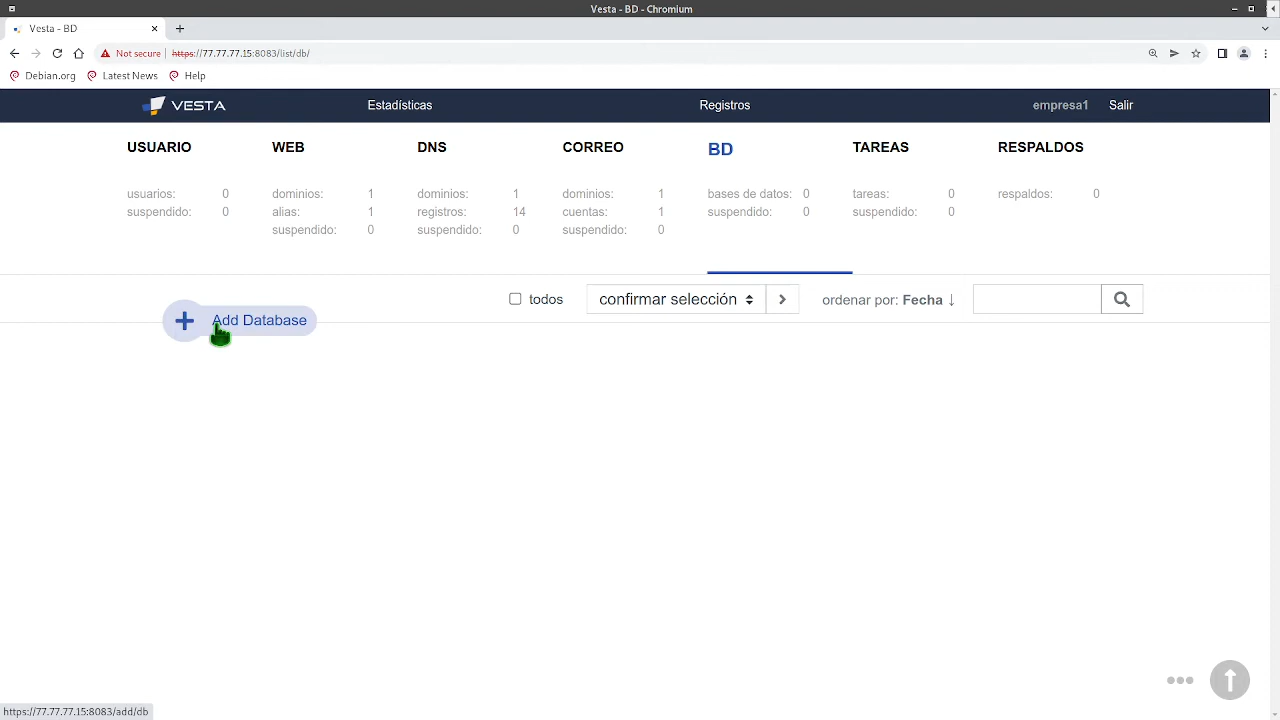 Vesta - BD - Chromium
Vesta - BD
Not secure https://77.77.77.15:8083/list/db/
Debian.org Latest News Help
VESTA Estadísticas Registros empresa1 Salir
USUARIO WEB DNS CORREO BD TAREAS RESPALDOS
usuarios: 0 dominios: 1 dominios: 1 dominios: 1 bases de datos: 0 tareas: 0 respaldos: 0
suspendido: 0 alias: 1 registros: 14 cuentas: 1 suspendido: 0 suspendido: 0
suspendido: 0 suspendido: 0 suspendido: 0
todos confirmar selección ordenar por: Fecha ↓
Add Database
https://77.77.77.15:8083/add/db